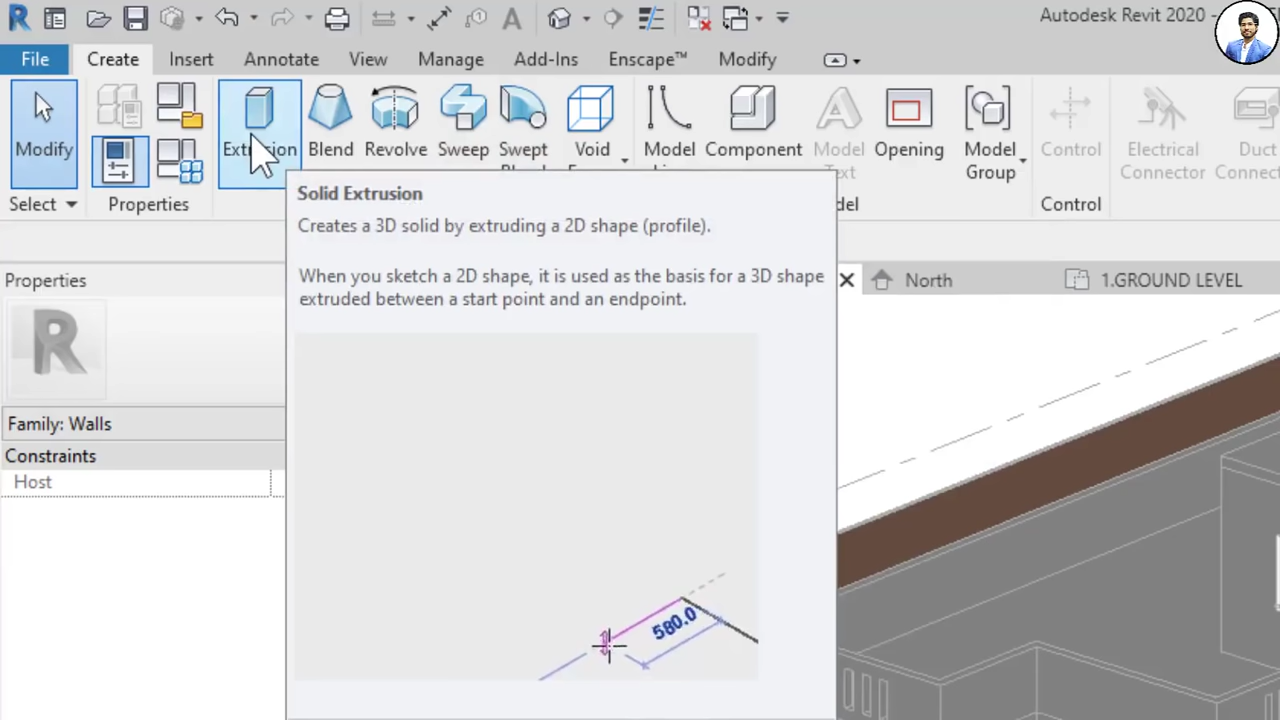 Autodesk Revit 2020 -
File Create Insert Annotate View Manage Add-Ins Enscape™ Modify
Modify Extrusion Blend Revolve Sweep Swept Void Model Component Model Text Opening Model Group Control Electrical Connector Duct
Select Properties Control
Solid Extrusion
Creates a 3D solid by extruding a 2D shape (profile).
When you sketch a 2D shape, it is used as the basis for a 3D shape
extruded between a start point and an endpoint.
580.0
Properties
North
1.GROUND LEVEL
Family: Walls
Constraints
Host